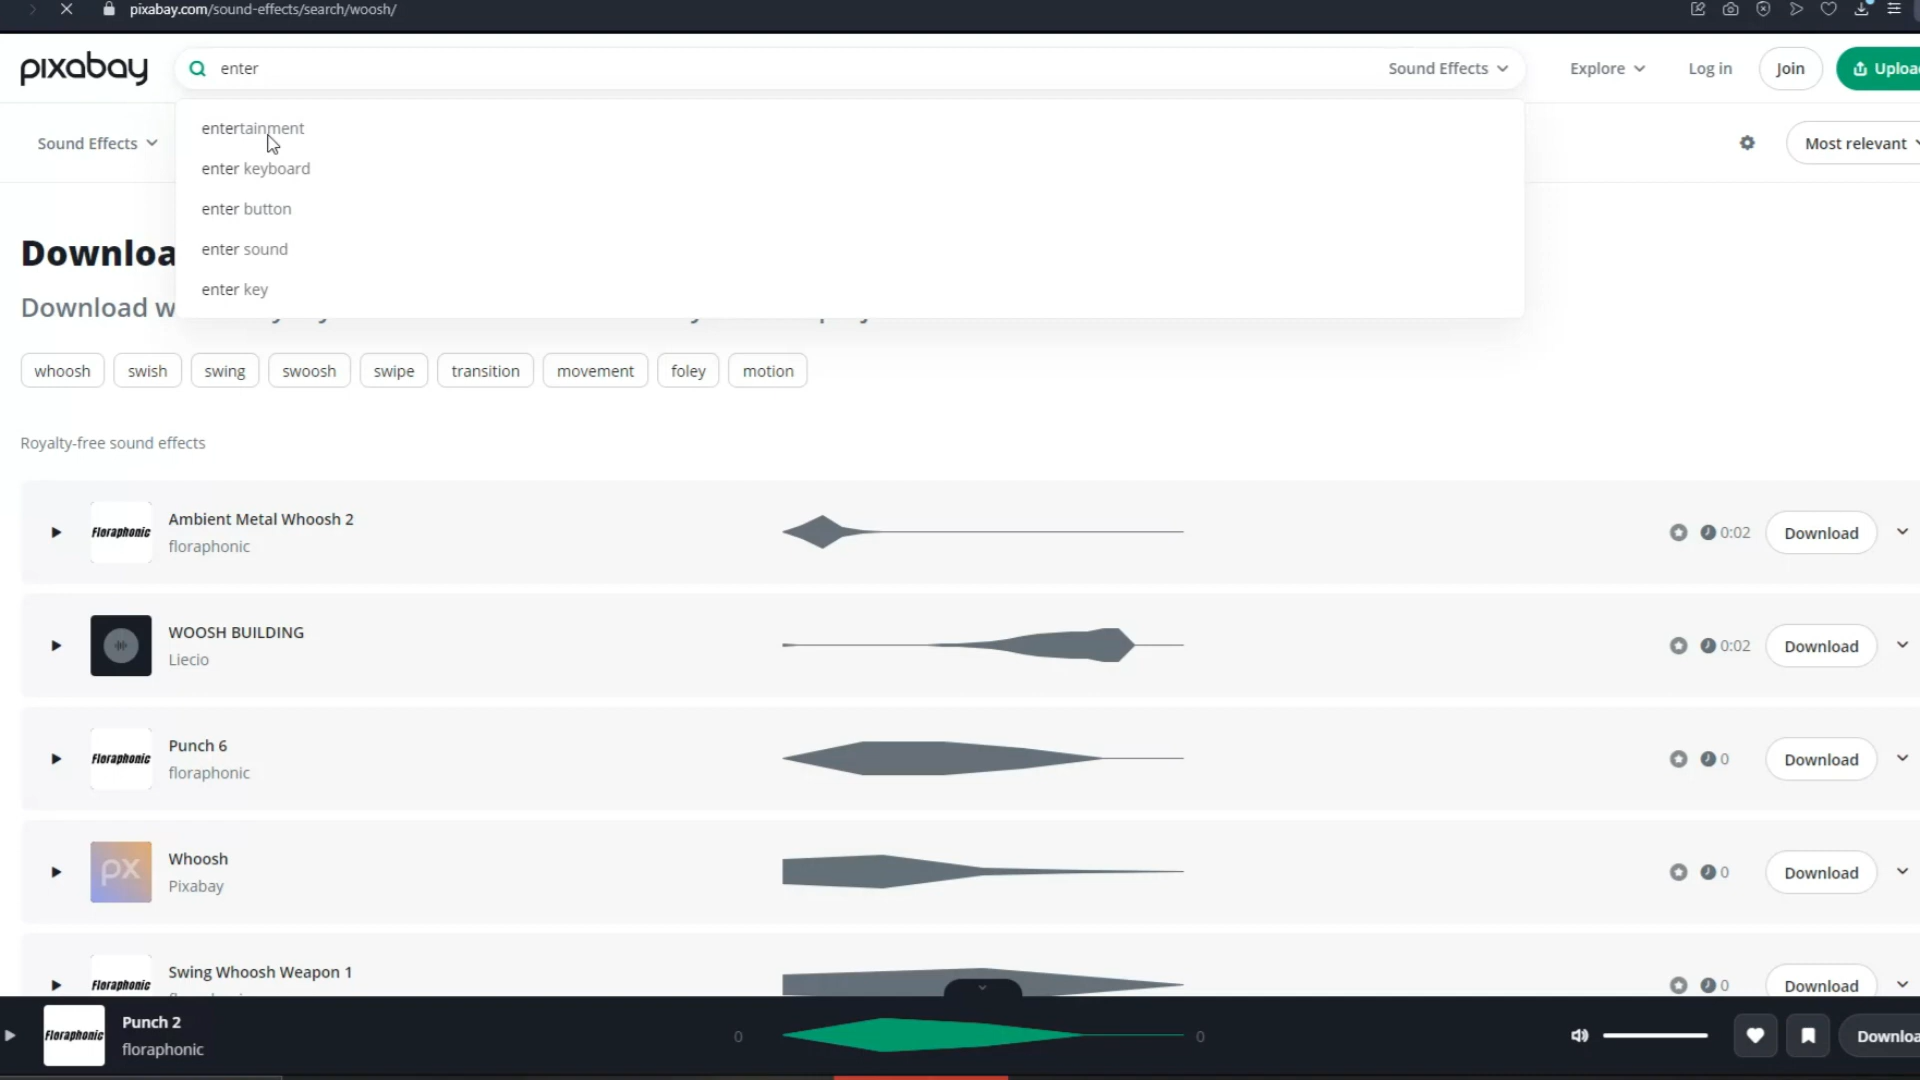 pixabay.com/sound-effects/search/woosh/
pixabay
enter
Sound Effects
Explore
Log in
Join
entertainment
enter keyboard
enter button
enter sound
enter key
Sound Effects
Most relevant
whoosh
swish
swing
swoosh
swipe
transition
movement
foley
motion
Royalty-free sound effects
Floraphonic
Ambient Metal Whoosh 2
floraphonic
0:02
Download
WOOSH BUILDING
Liecio
0:02
Download
Floraphonic
Punch 6
floraphonic
0
Download
px
Whoosh
Pixabay
0
Download
Floraphonic
Swing Whoosh Weapon 1
0
Download
Floraphonic
Punch 2
floraphonic
0
0